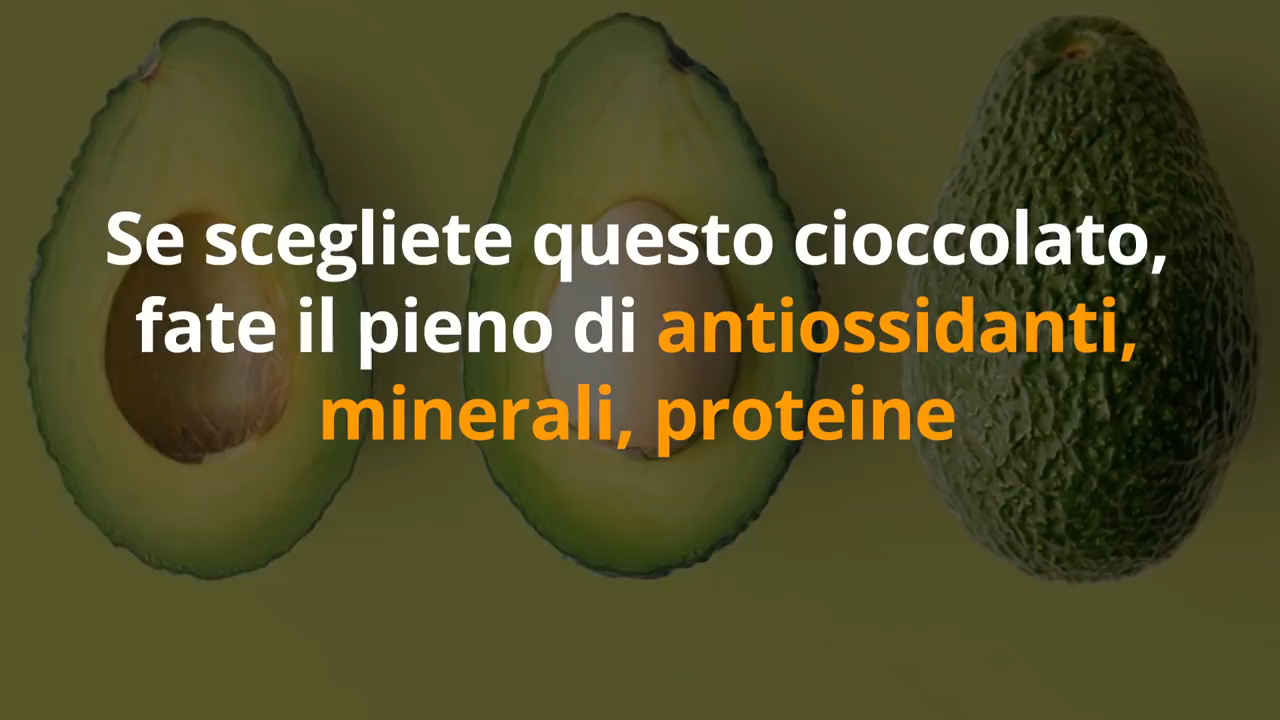 Se scegliete questo cioccolato,
fate il pieno di antiossidanti,
minerali, proteine